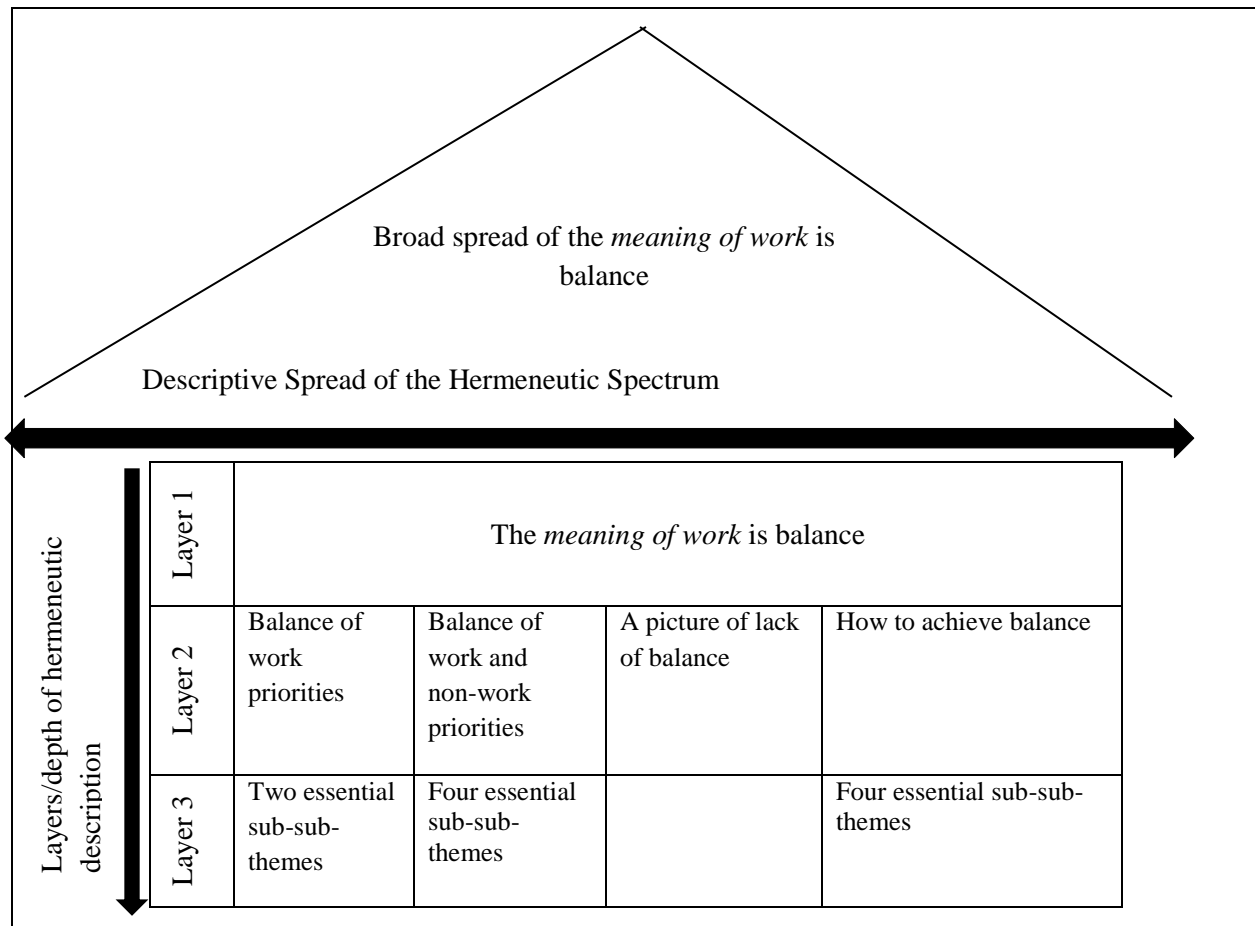 Broad spread of the meaning of work is
balance
Descriptive Spread of the Hermeneutic Spectrum
Layers/depth of hermeneutic
description
Layer 1
The meaning of work is balance
Layer 2
Balance of
work
priorities
Balance of
work and
non-work
priorities
A picture of lack
of balance
How to achieve balance
Layer 3
Two essential
sub-sub-
themes
Four essential
sub-sub-
themes
Four essential sub-sub-
themes